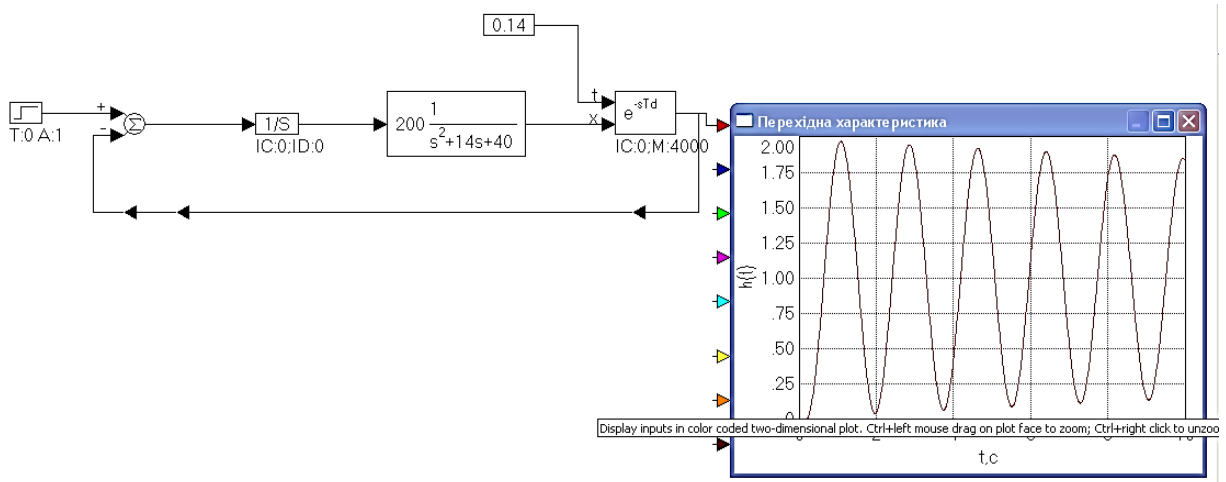 0.14
T:0 A:1
+
-
Σ
1/S
IC:0;ID:0
200 1
s²+14s+40
t
x
e^-sTd
IC:0;M:4000
Перехідна характеристика
2.00
1.75
1.50
1.25
1.00
.75
.50
.25
h(t)
Display inputs in color coded two-dimensional plot. Ctrl+left mouse drag on plot face to zoom; Ctrl+right click to unzoo
t,c